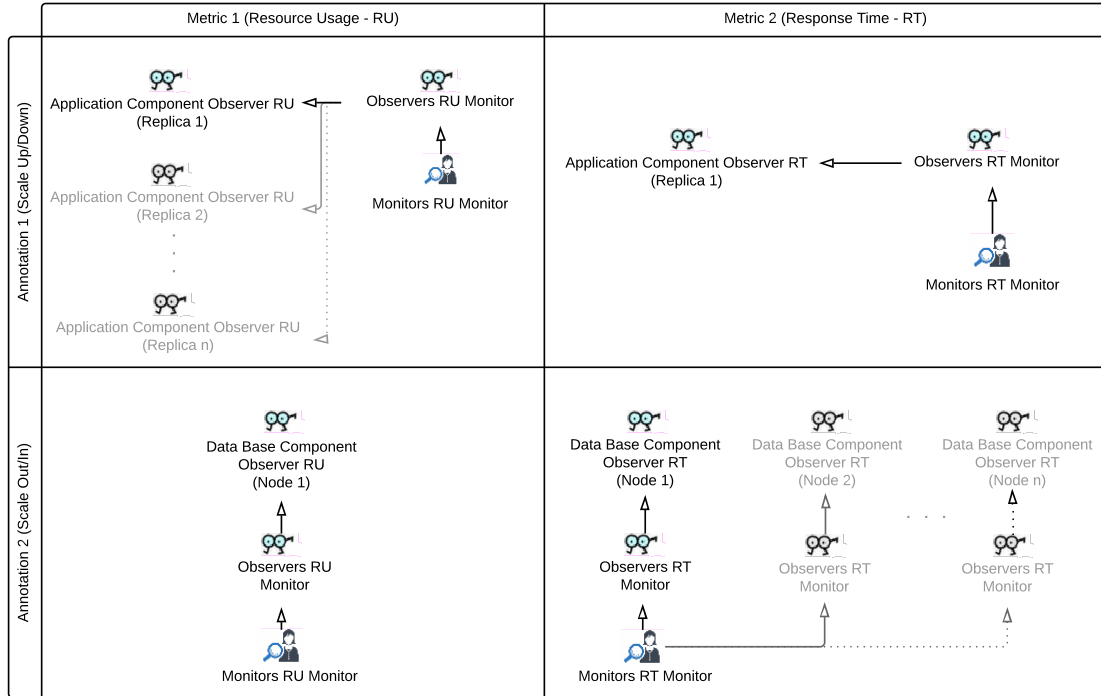 Metric 1 (Resource Usage - RU)
Metric 2 (Response Time - RT)
Annotation 1 (Scale Up/Down)
Application Component Observer RU
(Replica 1)
Observers RU Monitor
Monitors RU Monitor
Application Component Observer RU
(Replica 2)
Application Component Observer RU
(Replica n)
Application Component Observer RT
(Replica 1)
Observers RT Monitor
Monitors RT Monitor
Annotation 2 (Scale Out/In)
Data Base Component
Observer RU
(Node 1)
Observers RU
Monitor
Monitors RU Monitor
Data Base Component
Observer RT
(Node 1)
Data Base Component
Observer RT
(Node 2)
Data Base Component
Observer RT
(Node n)
Observers RT
Monitor
Observers RT
Monitor
Observers RT
Monitor
Monitors RT Monitor